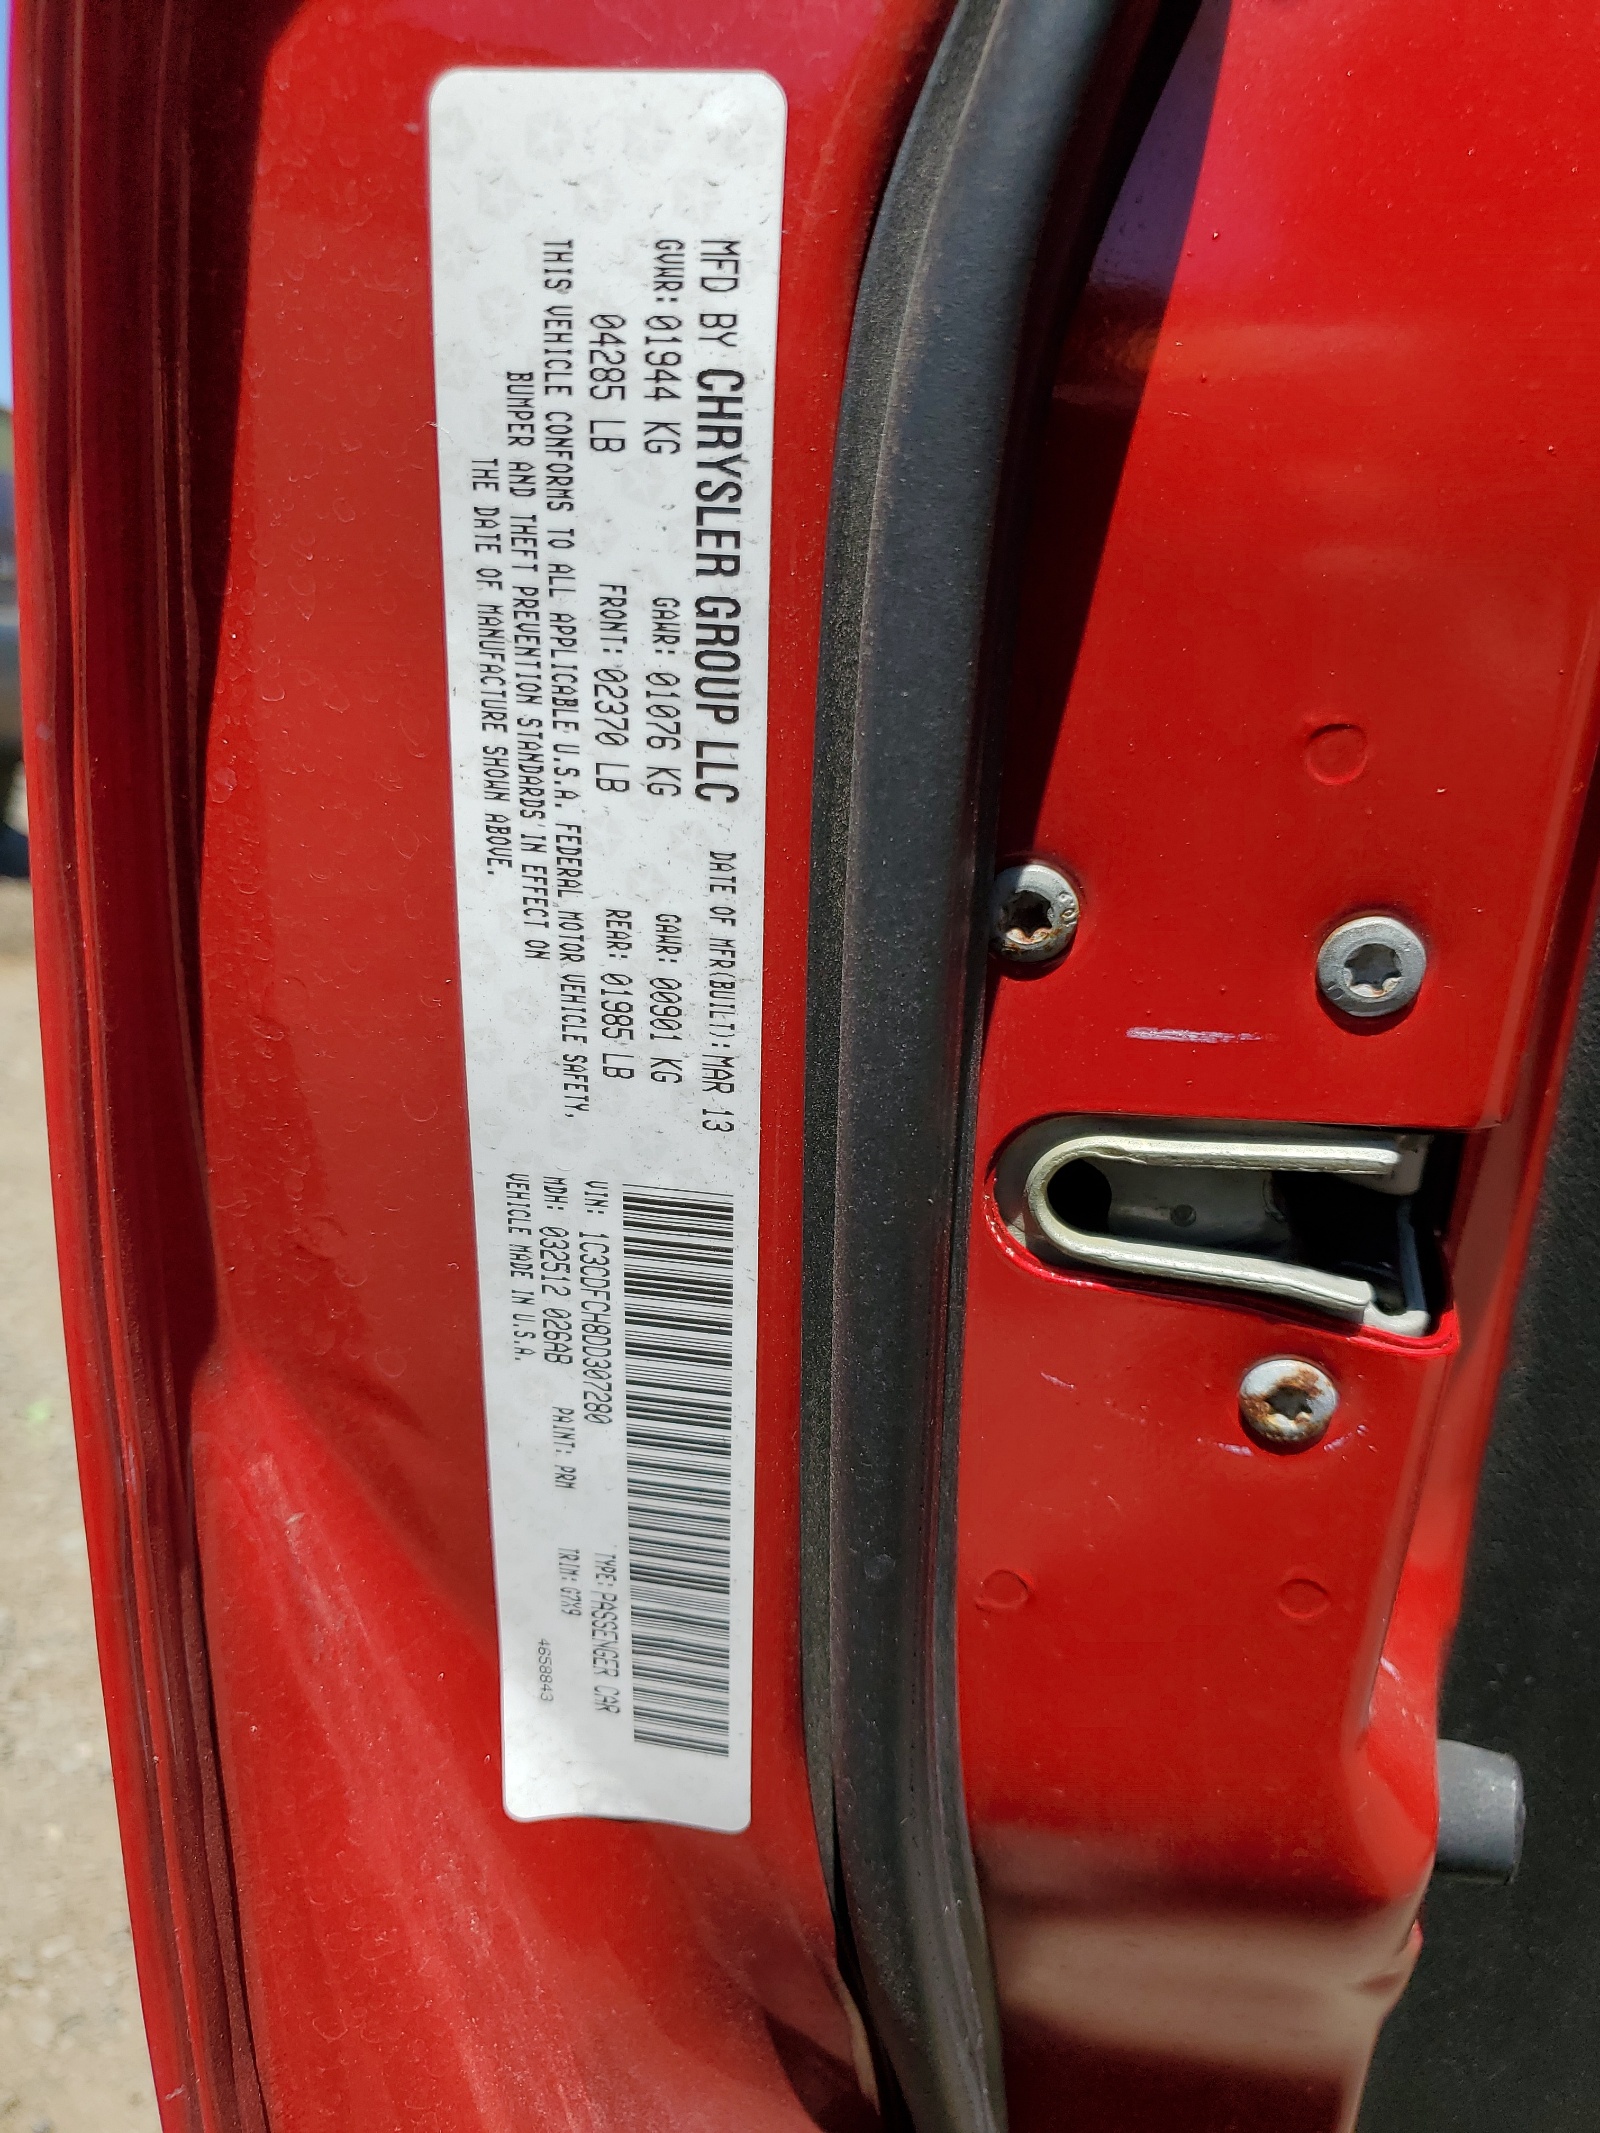 MFD BY CHRYSLER GROUP LLC DATE OF MFR(BUILT): MAR 13
GVWR: 01944 KG GAWR: 01076 KG GAWR: 00901 KG
04285 LB FRONT: 02370 LB REAR: 01985 LB
THIS VEHICLE CONFORMS TO ALL APPLICABLE U.S.A. FEDERAL MOTOR VEHICLE SAFETY,
BUMPER AND THEFT PREVENTION STANDARDS IN EFFECT ON
THE DATE OF MANUFACTURE SHOWN ABOVE.
VIN: 1C3CDFCH8DD307280 TYPE: PASSENGER CAR
MDH: 032512 026AB PAINT: PRM TRIM: G7X9
VEHICLE MADE IN U.S.A. 4658843